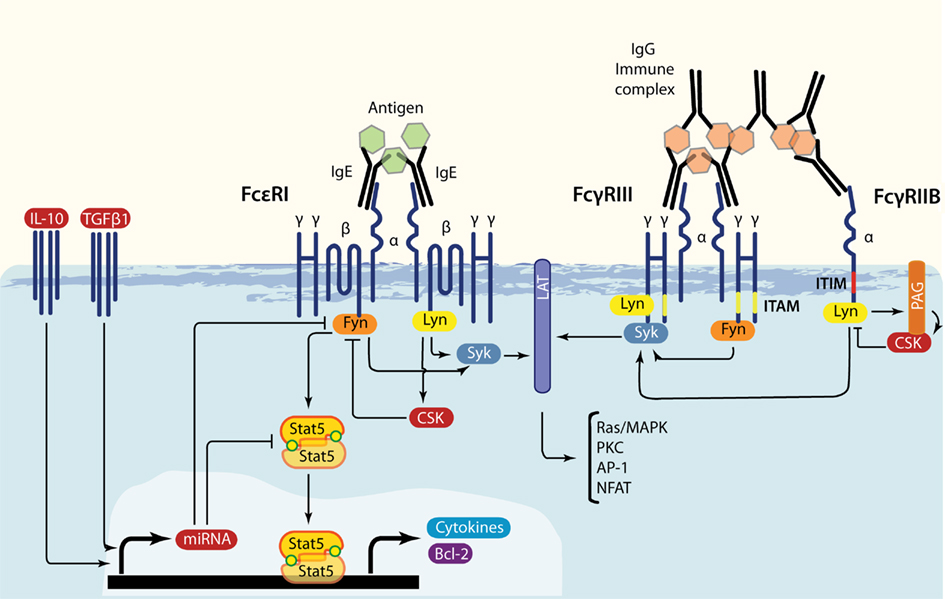 IgG
Immune
complex
Antigen
IgE
IgE
FcεRI
FcγRIII
FcγRIIB
IL-10
TGFβ1
γ
γ
β
α
β
γ
γ
γ
γ
α
γ
γ
α
LAT
ITIM
ITAM
PAG
Fyn
Lyn
Syk
Lyn
Syk
Fyn
Lyn
CSK
CSK
Stat5
Stat5
Ras/MAPK
PKC
AP-1
NFAT
miRNA
Stat5
Stat5
Cytokines
Bcl-2